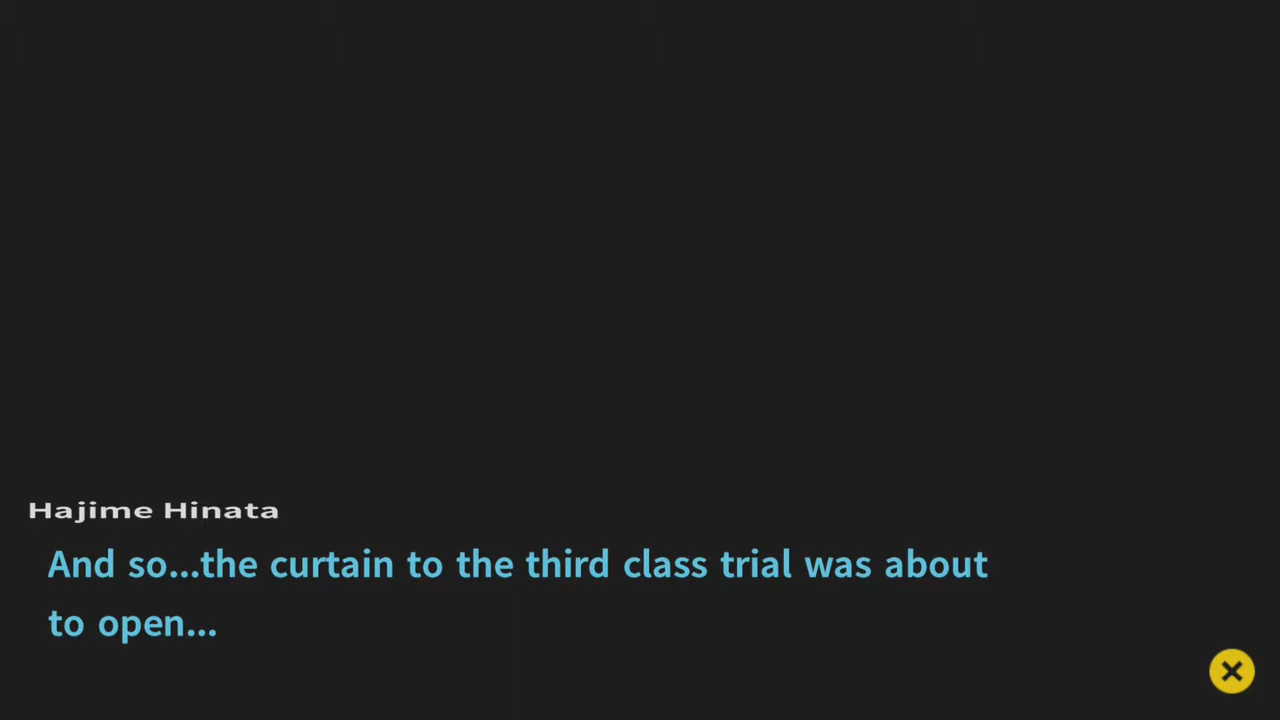 Hajime Hinata
And so...the curtain to the third class trial was about
to open...